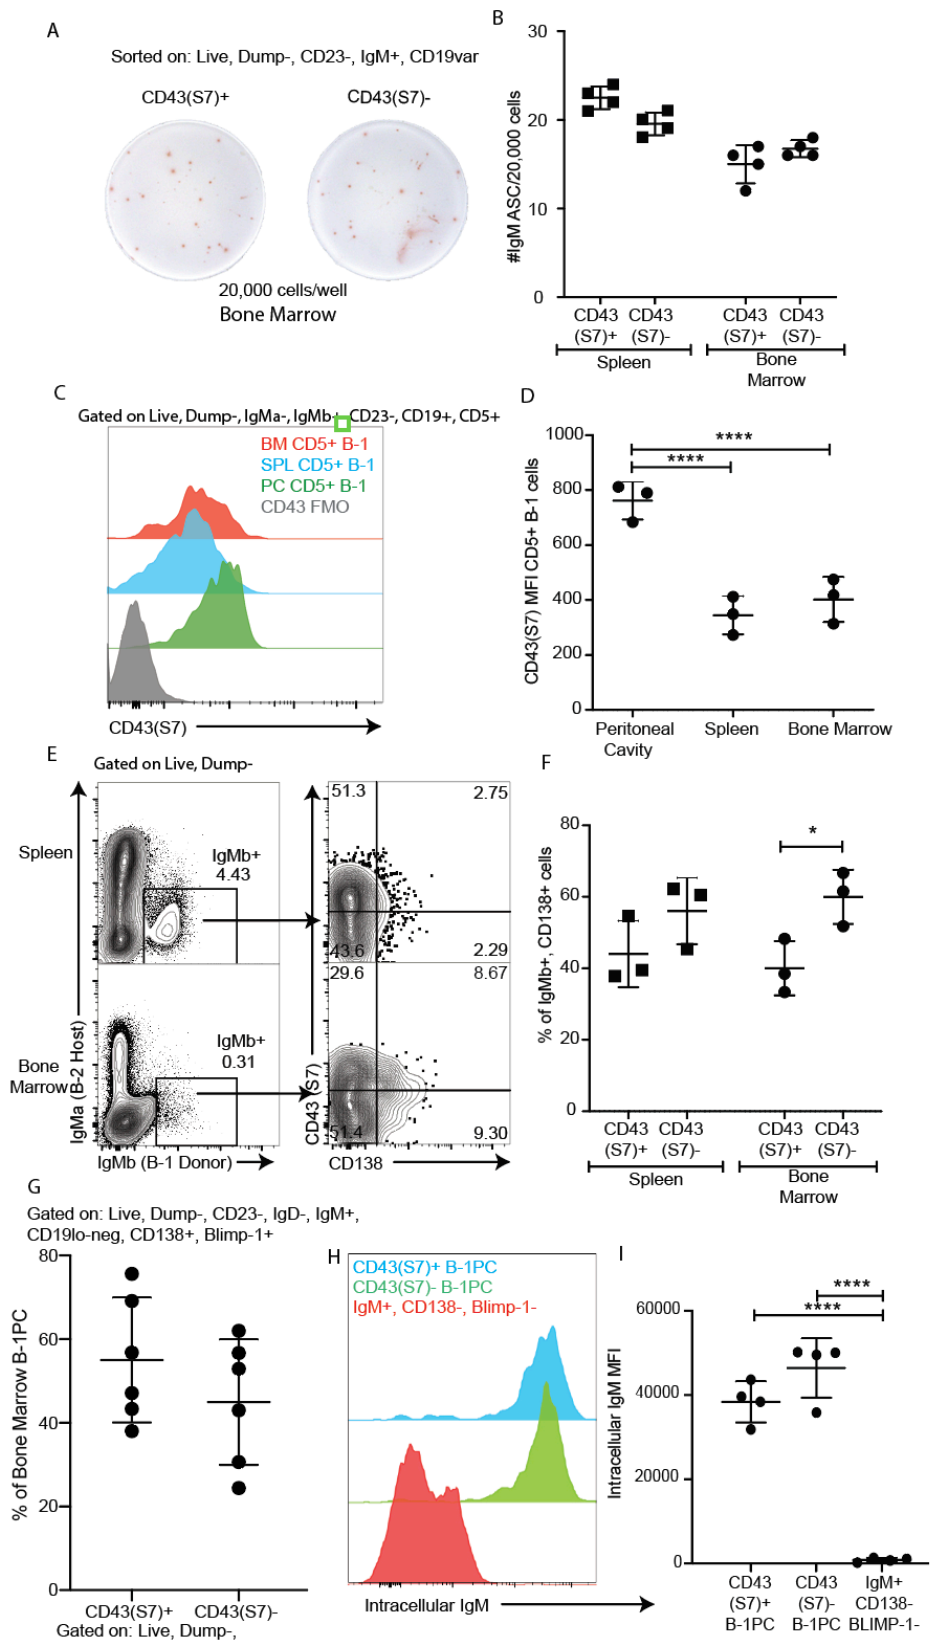 A
Sorted on: Live, Dump-, CD23-, IgM+, CD19var
CD43(S7)+
CD43(S7)-
20,000 cells/well
Bone Marrow
B
#IgM ASC/20,000 cells
30
20
10
0
CD43
(S7)+
CD43
(S7)-
CD43
(S7)+
CD43
(S7)-
Spleen
Bone
Marrow
C
Gated on Live, Dump-, IgMa-, IgMb+, CD23-, CD19+, CD5+
BM CD5+ B-1
SPL CD5+ B-1
PC CD5+ B-1
CD43 FMO
CD43(S7)
D
CD43(S7) MFI CD5+ B-1 cells
1000
800
600
400
200
0
****
****
Peritoneal
Cavity
Spleen
Bone Marrow
E
Gated on Live, Dump-
Spleen
IgMb+
4.43
51.3
2.75
43.6
2.29
Bone
Marrow
IgMb+
0.31
29.6
8.67
51.4
9.30
IgMa (B-2 Host)
IgMb (B-1 Donor)
CD43 (S7)
CD138
F
% of IgMb+, CD138+ cells
80
60
40
20
0
*
CD43
(S7)+
CD43
(S7)-
CD43
(S7)+
CD43
(S7)-
Spleen
Bone
Marrow
G
Gated on: Live, Dump-, CD23-, IgD-, IgM+,
CD19lo-neg, CD138+, Blimp-1+
% of Bone Marrow B-1PC
80
60
40
20
0
CD43(S7)+
CD43(S7)-
Gated on: Live, Dump-,
H
CD43(S7)+ B-1PC
CD43(S7)- B-1PC
IgM+, CD138-, Blimp-1-
Intracellular IgM
I
Intracellular IgM MFI
60000
40000
20000
0
****
****
CD43
(S7)+
B-1PC
CD43
(S7)-
B-1PC
IgM+
CD138-
BLIMP-1-